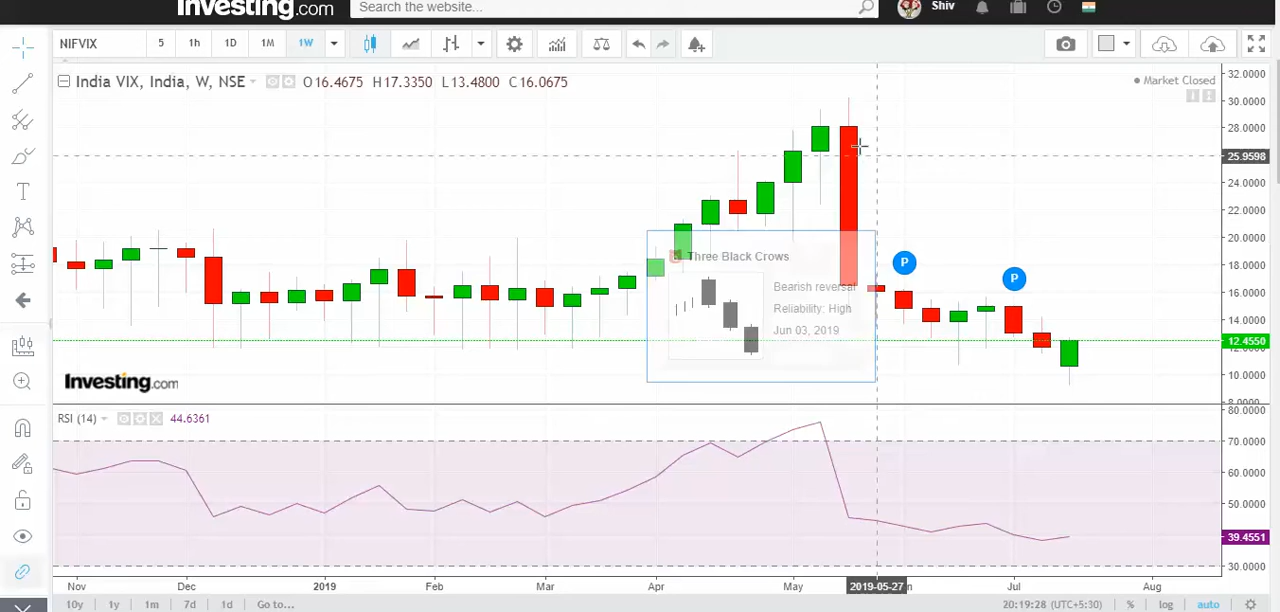 Investing.com Search the website... Shiv
NIFVIX 5 1h 1D 1M 1W
India VIX, India, W, NSE O16.4675 H17.3350 L13.4800 C16.0675
Market Closed
32.0000
30.0000
28.0000
25.9598
24.0000
22.0000
20.0000
18.0000
16.0000
14.0000
12.4550
10.0000
P
P
Three Black Crows
Bearish reversal
Reliability: High
Jun 03, 2019
Investing.com
RSI (14) 44.6361
80.0000
70.0000
60.0000
50.0000
39.4551
30.0000
Nov Dec 2019 Feb Mar Apr May 2019-05-27 Jul Aug
10y 1y 1m 7d 1d Go to... 20:19:28 (UTC+5:30) % log auto